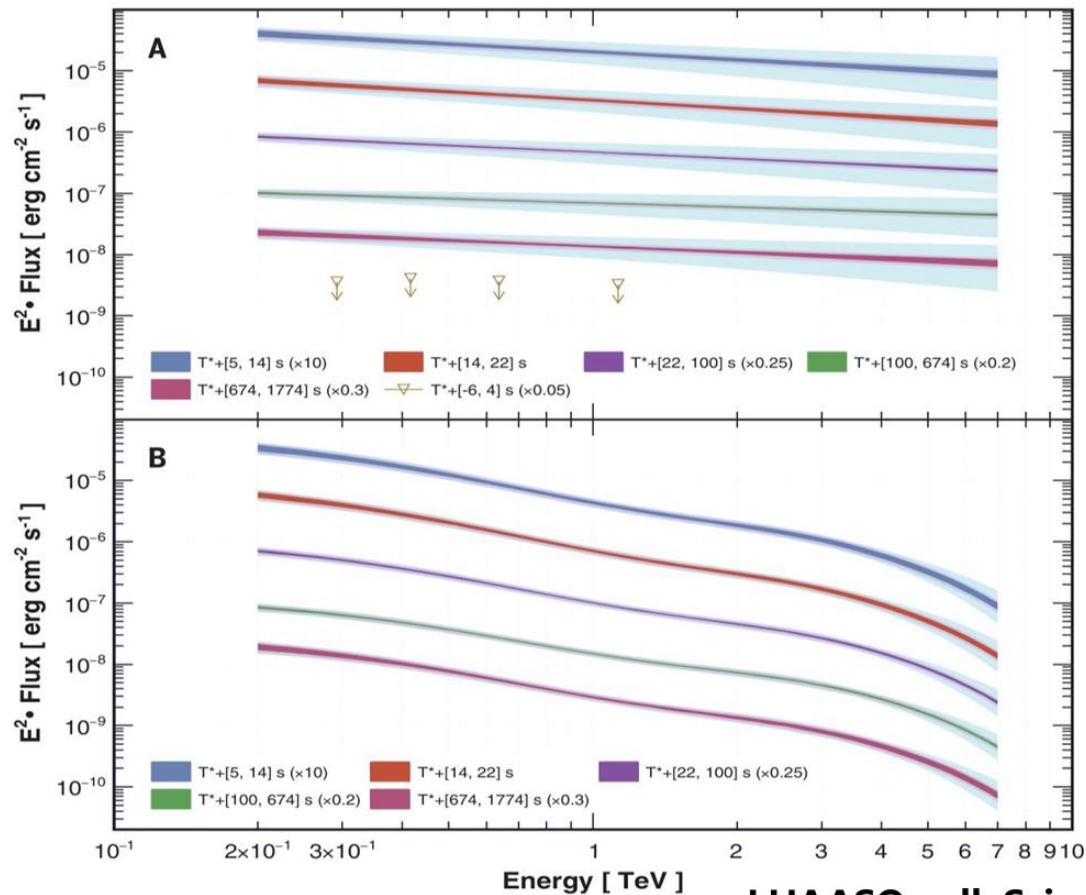 A
E²• Flux [ erg cm⁻² s⁻¹ ]
10⁻⁵
10⁻⁶
10⁻⁷
10⁻⁸
10⁻⁹
10⁻¹⁰
T*+[5, 14] s (×10)
T*+[14, 22] s
T*+[22, 100] s (×0.25)
T*+[100, 674] s (×0.2)
T*+[674, 1774] s (×0.3)
T*+[-6, 4] s (×0.05)
B
E²• Flux [ erg cm⁻² s⁻¹ ]
10⁻⁵
10⁻⁶
10⁻⁷
10⁻⁸
10⁻⁹
10⁻¹⁰
T*+[5, 14] s (×10)
T*+[14, 22] s
T*+[22, 100] s (×0.25)
T*+[100, 674] s (×0.2)
T*+[674, 1774] s (×0.3)
10⁻¹ 2×10⁻¹ 3×10⁻¹ 1 2 3 4 5 6 7 8 9 10
Energy [ TeV ]